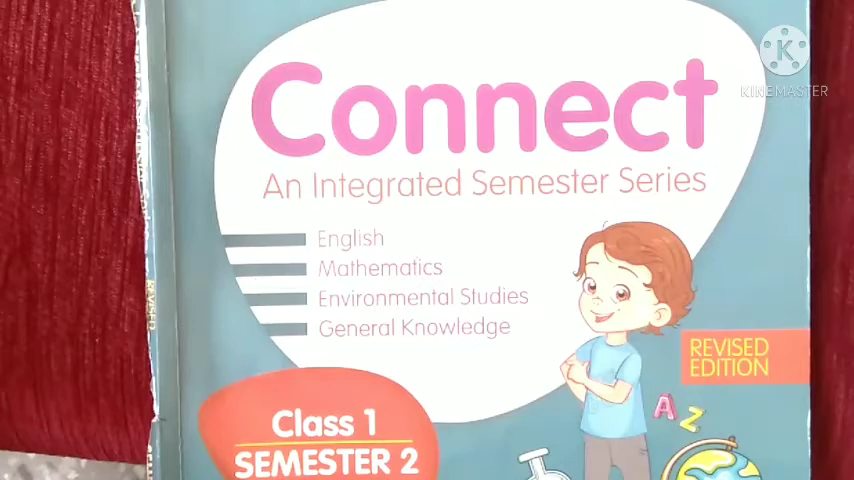 Connect
K
KINEMASTER
An Integrated Semester Series
English
Mathematics
Environmental Studies
General Knowledge
REVISED
EDITION
A Z
Class 1
SEMESTER 2